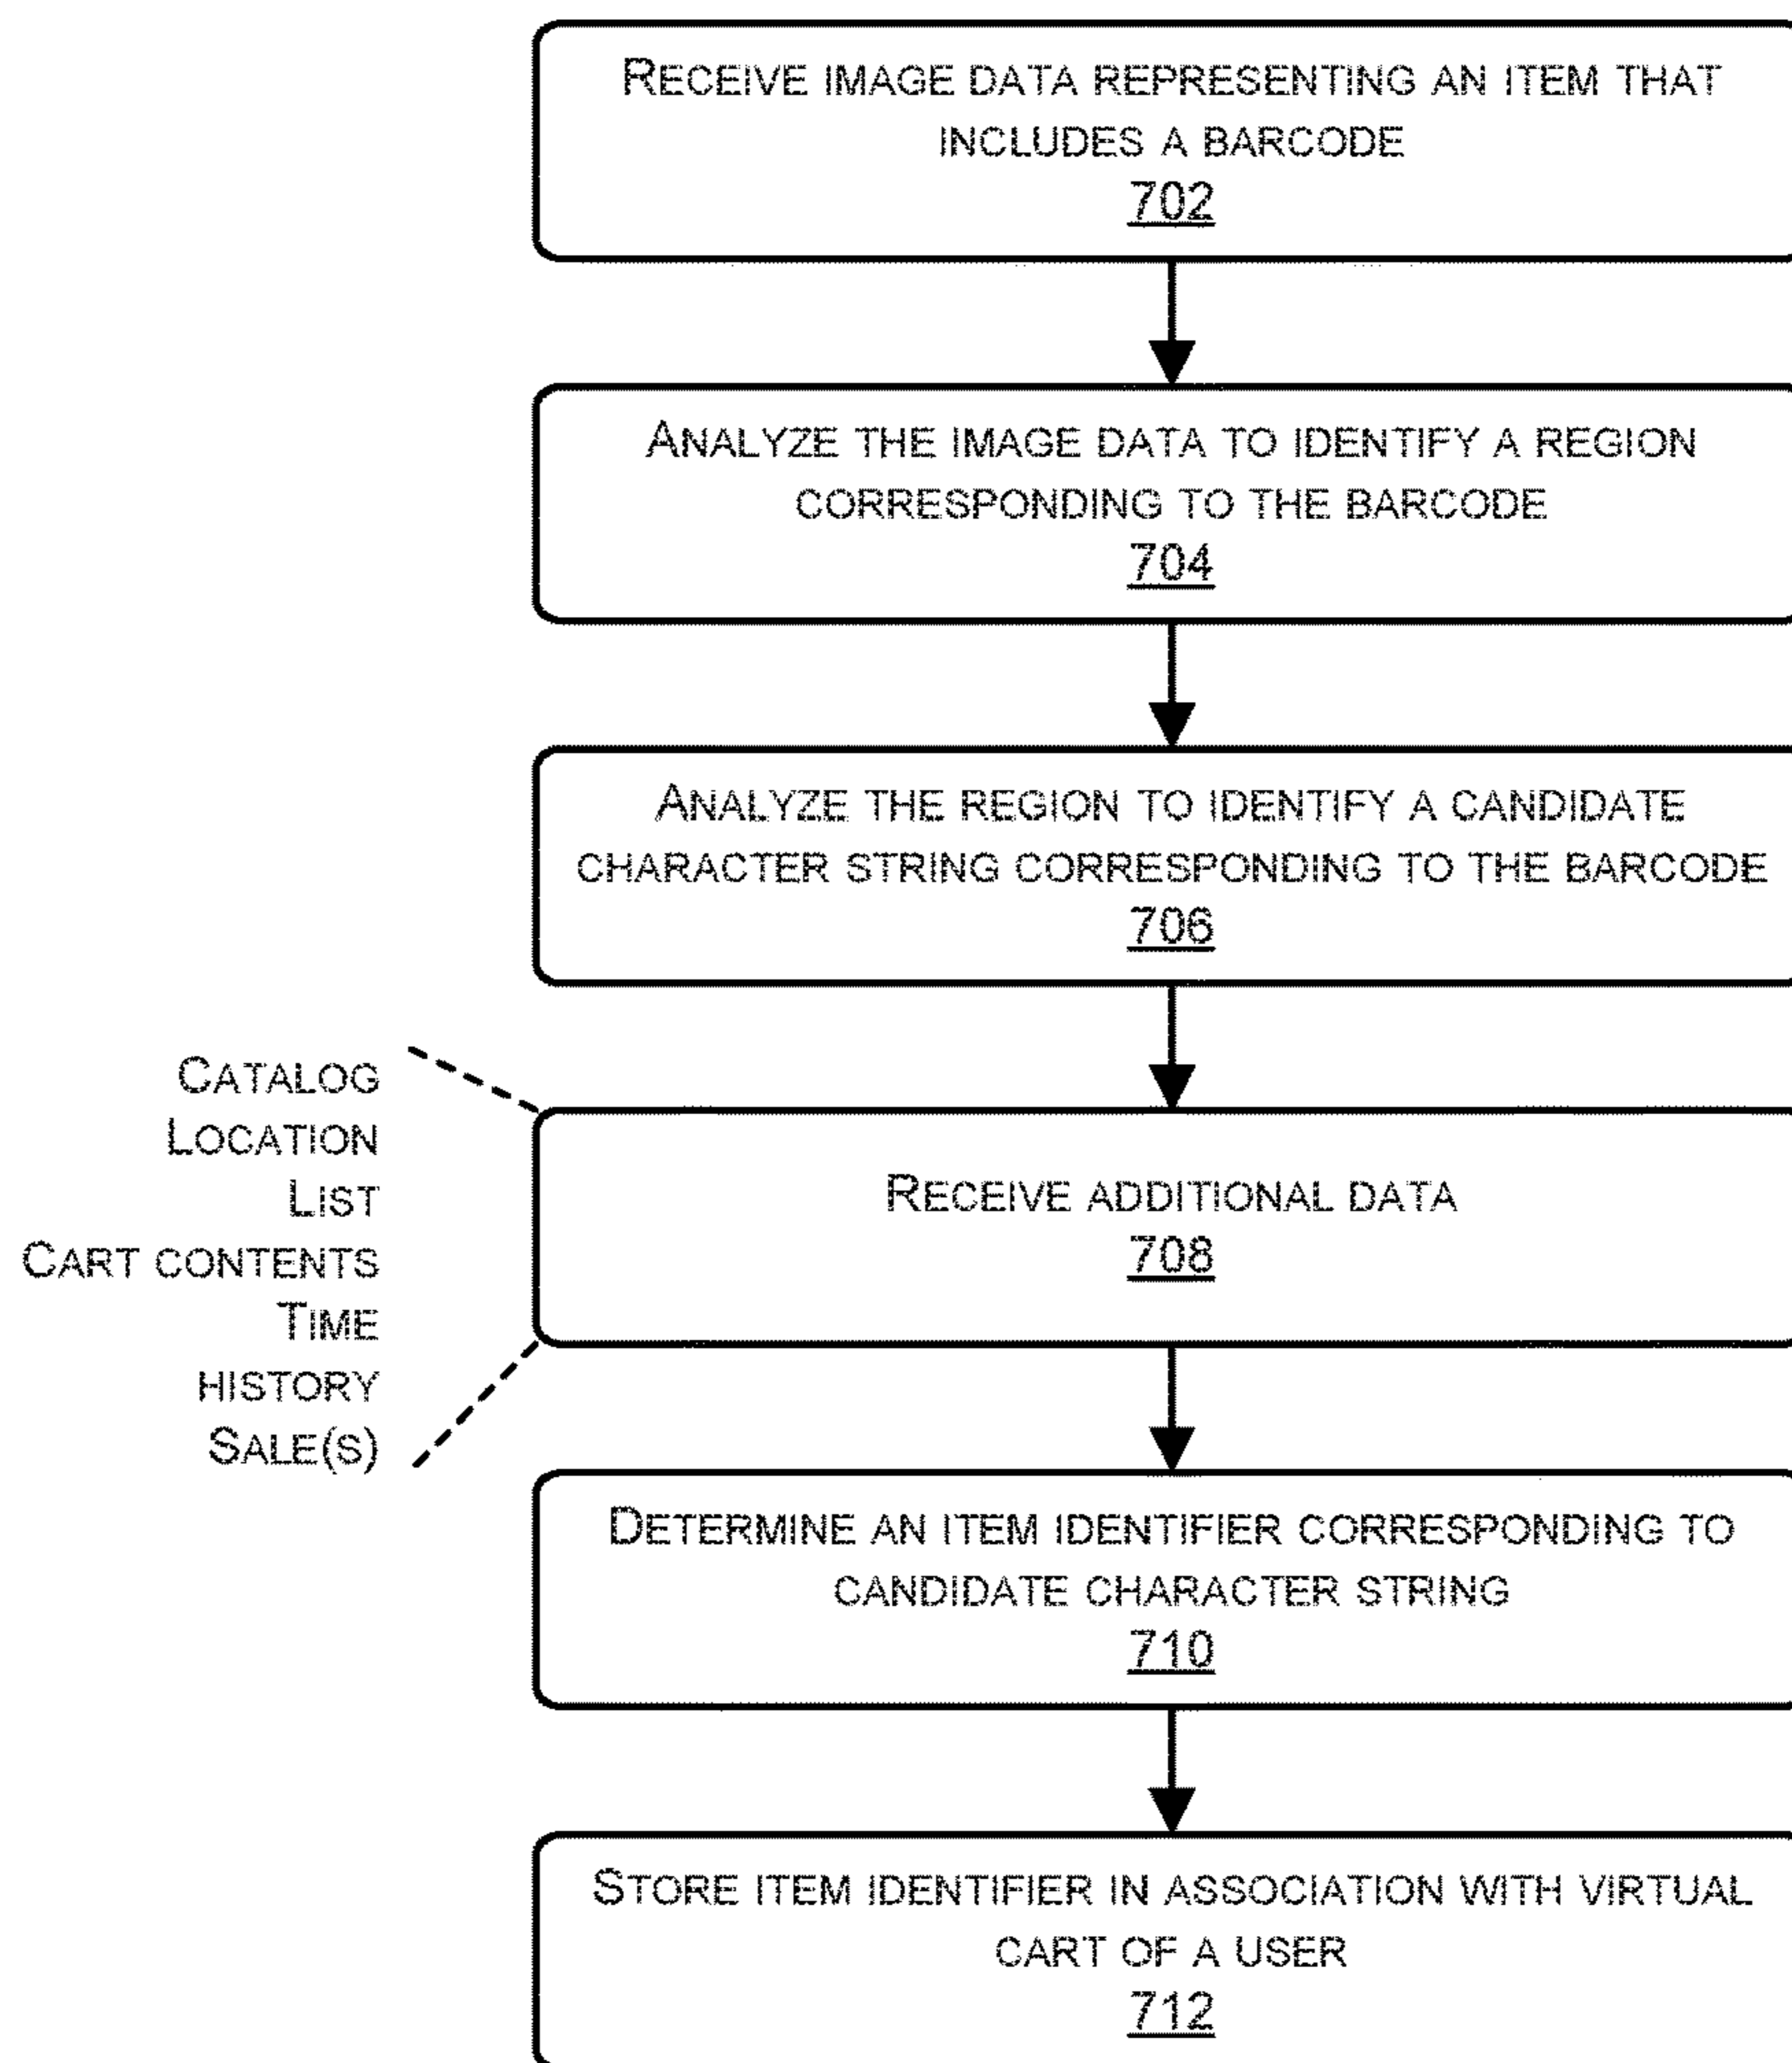 RECEIVE IMAGE DATA REPRESENTING AN ITEM THAT
INCLUDES A BARCODE
702
ANALYZE THE IMAGE DATA TO IDENTIFY A REGION
CORRESPONDING TO THE BARCODE
704
ANALYZE THE REGION TO IDENTIFY A CANDIDATE
CHARACTER STRING CORRESPONDING TO THE BARCODE
706
CATALOG
LOCATION
LIST
CART CONTENTS
TIME
HISTORY
SALE(S)
RECEIVE ADDITIONAL DATA
708
DETERMINE AN ITEM IDENTIFIER CORRESPONDING TO
CANDIDATE CHARACTER STRING
710
STORE ITEM IDENTIFIER IN ASSOCIATION WITH VIRTUAL
CART OF A USER
712